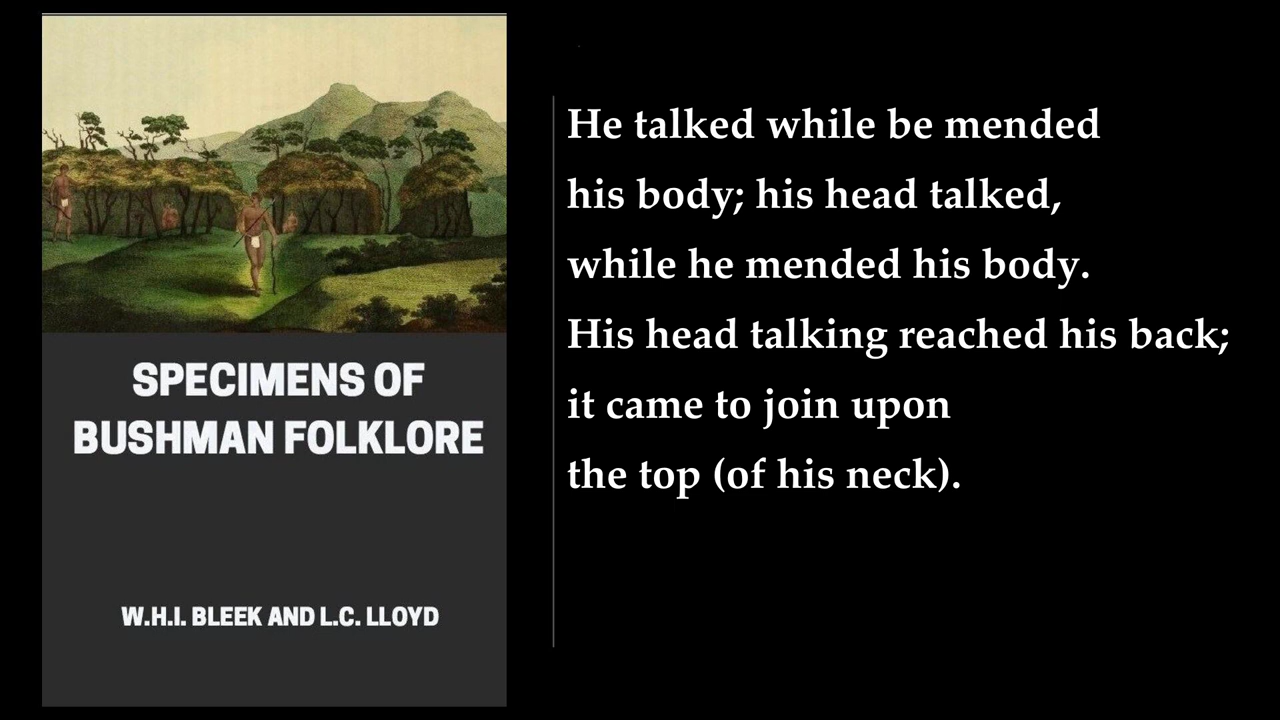 SPECIMENS OF
BUSHMAN FOLKLORE
W.H.I. BLEEK AND L.C. LLOYD
He talked while be mended
his body; his head talked,
while he mended his body.
His head talking reached his back;
it came to join upon
the top (of his neck).